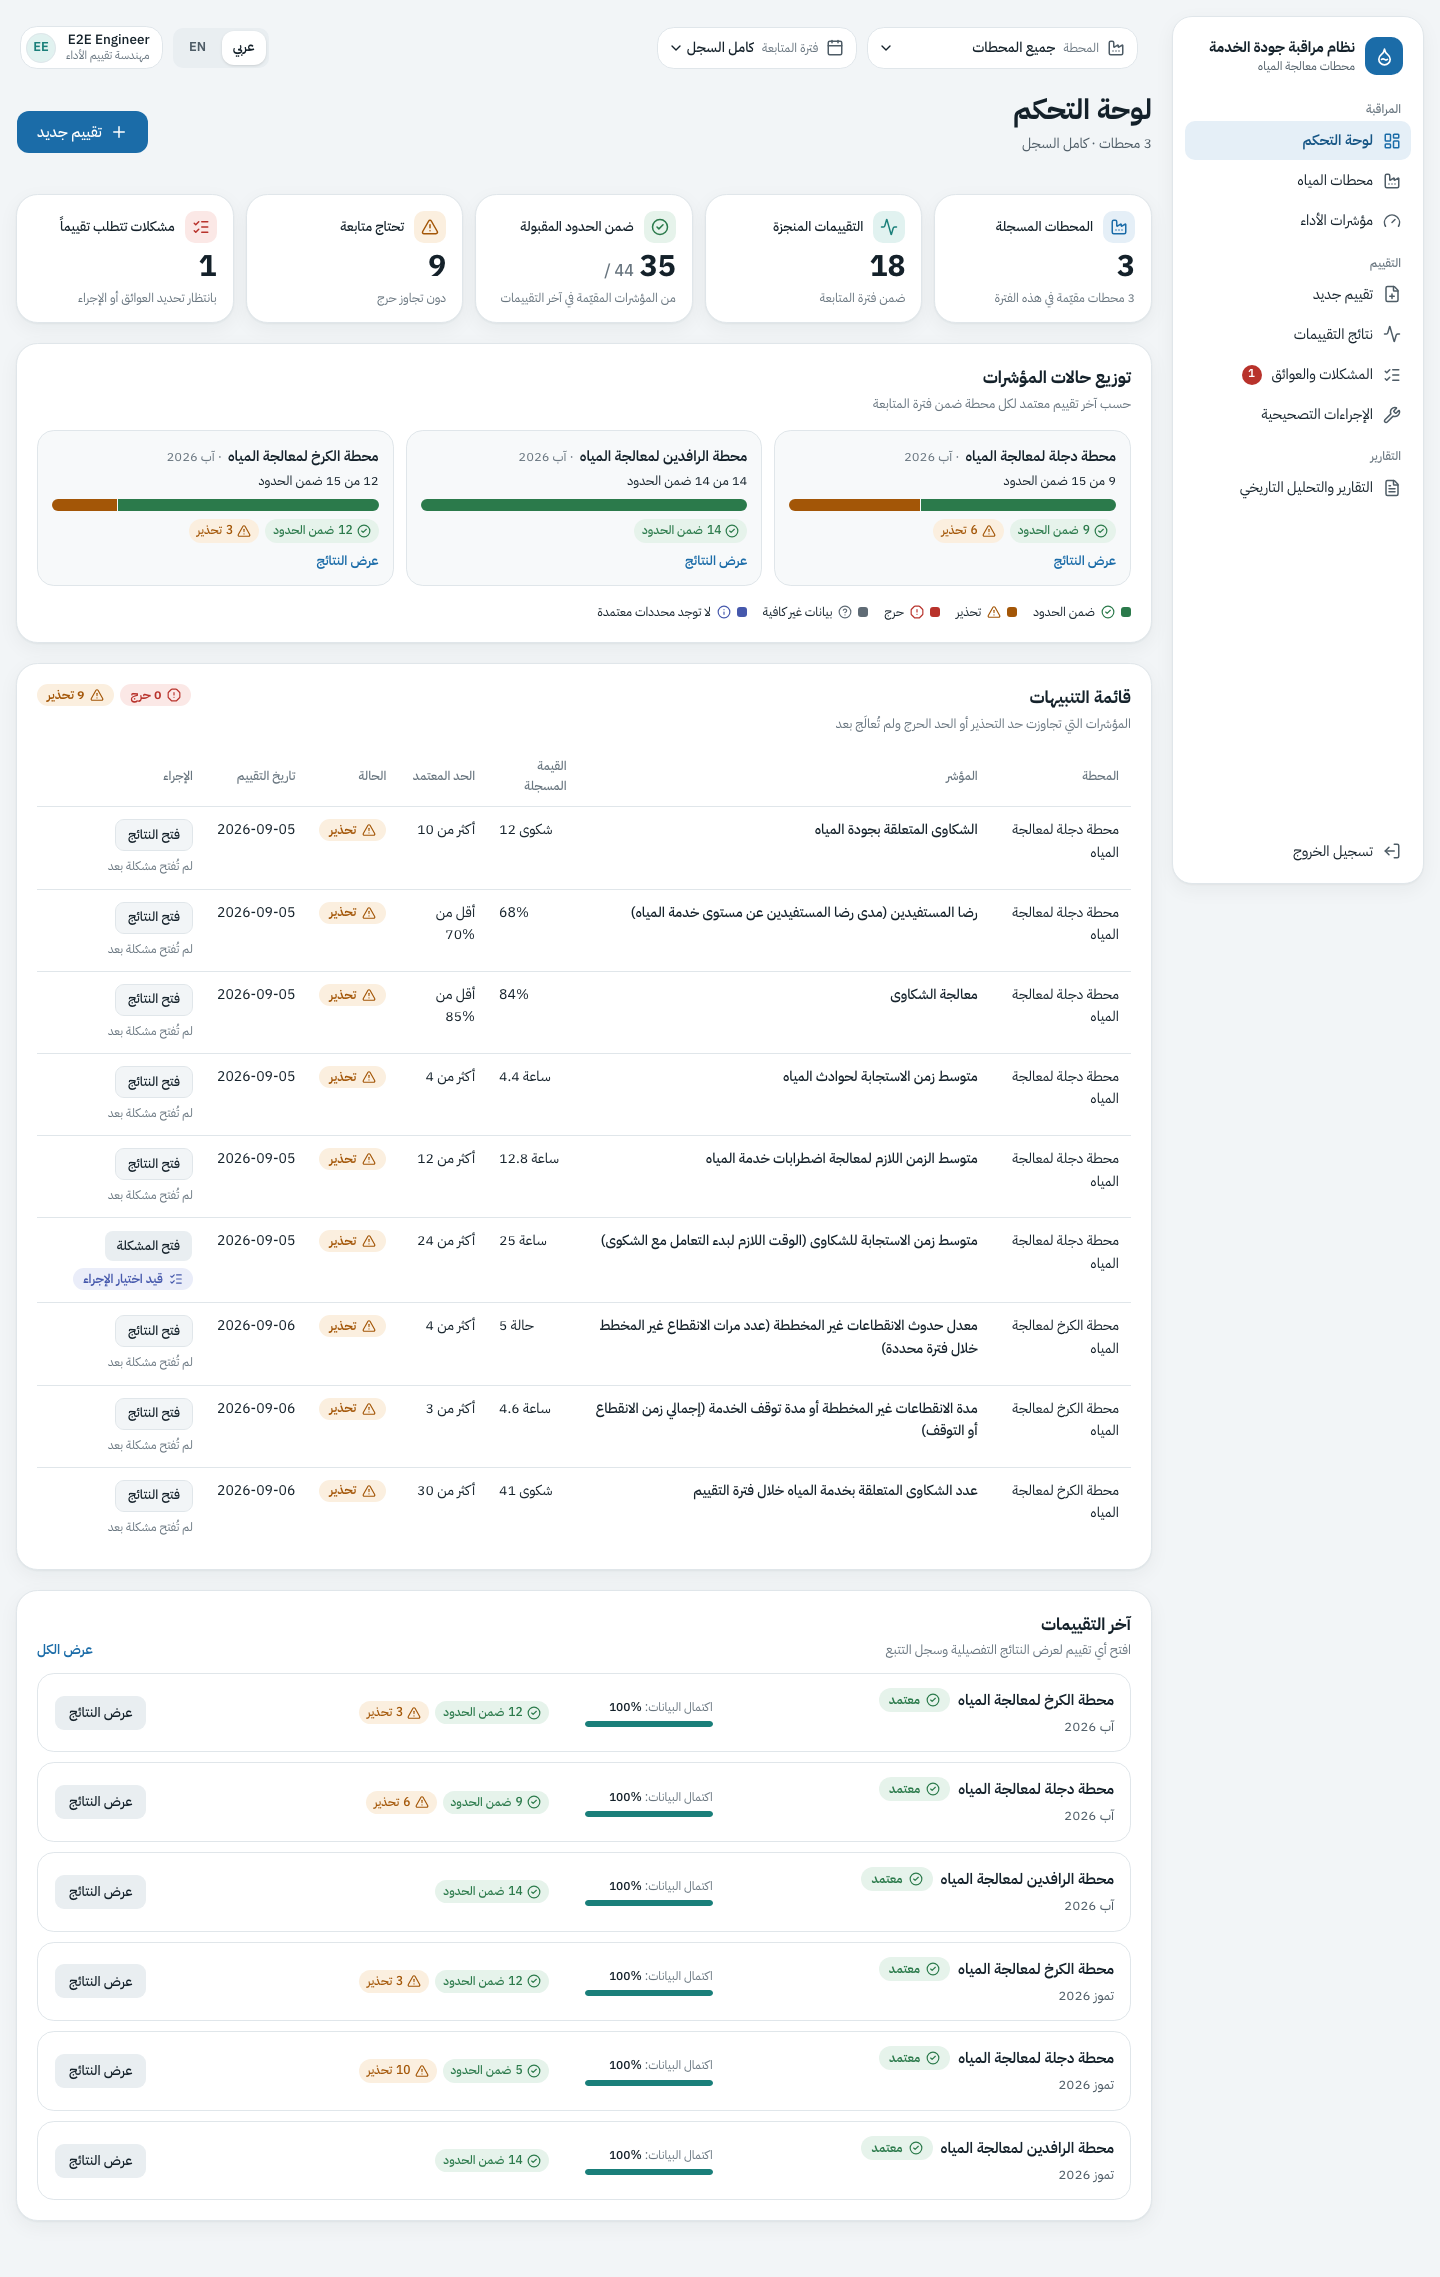 نظام مراقبة جودة الخدمة
محطات معالجة المياه
المراقبة
لوحة التحكم
محطات المياه
مؤشرات الأداء
التقييم
تقييم جديد
نتائج التقييمات
المشكلات والعوائق 1
الإجراءات التصحيحية
التقارير
التقارير والتحليل التاريخي
تسجيل الخروج
المحطة جميع المحطات
فترة المتابعة كامل السجل
عربي EN
E2E Engineer
مهندسة تقييم الأداء
EE
لوحة التحكم
3 محطات · كامل السجل
تقييم جديد
المحطات المسجلة
3
3 محطات مقيّمة في هذه الفترة
التقييمات المنجزة
18
ضمن فترة المتابعة
ضمن الحدود المقبولة
35 44 /
من المؤشرات المقيّمة في آخر التقييمات
تحتاج متابعة
9
دون تجاوز حرج
مشكلات تتطلب تقييماً
1
بانتظار تحديد العوائق أو الإجراء
توزيع حالات المؤشرات
حسب آخر تقييم معتمد لكل محطة ضمن فترة المتابعة
محطة دجلة لمعالجة المياه · آب 2026
9 من 15 ضمن الحدود
9 ضمن الحدود 6 تحذير
عرض النتائج
محطة الرافدين لمعالجة المياه · آب 2026
14 من 14 ضمن الحدود
14 ضمن الحدود
عرض النتائج
محطة الكرخ لمعالجة المياه · آب 2026
12 من 15 ضمن الحدود
12 ضمن الحدود 3 تحذير
عرض النتائج
ضمن الحدود تحذير حرج بيانات غير كافية لا توجد محددات معتمدة
قائمة التنبيهات
0 حرج 9 تحذير
المؤشرات التي تجاوزت حد التحذير أو الحد الحرج ولم تُعالَج بعد
المحطة المؤشر القيمة المسجلة الحد المعتمد الحالة تاريخ التقييم الإجراء
محطة دجلة لمعالجة المياه الشكاوى المتعلقة بجودة المياه 12 شكوى أكثر من 10 تحذير 2026-09-05 فتح النتائج
لم تُفتح مشكلة بعد
محطة دجلة لمعالجة المياه رضا المستفيدين (مدى رضا المستفيدين عن مستوى خدمة المياه) 68% أقل من 70% تحذير 2026-09-05 فتح النتائج
لم تُفتح مشكلة بعد
محطة دجلة لمعالجة المياه معالجة الشكاوى 84% أقل من 85% تحذير 2026-09-05 فتح النتائج
لم تُفتح مشكلة بعد
محطة دجلة لمعالجة المياه متوسط زمن الاستجابة لحوادث المياه 4.4 ساعة أكثر من 4 تحذير 2026-09-05 فتح النتائج
لم تُفتح مشكلة بعد
محطة دجلة لمعالجة المياه متوسط الزمن اللازم لمعالجة اضطرابات خدمة المياه 12.8 ساعة أكثر من 12 تحذير 2026-09-05 فتح النتائج
لم تُفتح مشكلة بعد
محطة دجلة لمعالجة المياه متوسط زمن الاستجابة للشكاوى (الوقت اللازم لبدء التعامل مع الشكوى) 25 ساعة أكثر من 24 تحذير 2026-09-05 فتح المشكلة
قيد اختيار الإجراء
محطة الكرخ لمعالجة المياه معدل حدوث الانقطاعات غير المخططة (عدد مرات الانقطاع غير المخطط خلال فترة محددة) 5 حالة أكثر من 4 تحذير 2026-09-06 فتح النتائج
لم تُفتح مشكلة بعد
محطة الكرخ لمعالجة المياه مدة الانقطاعات غير المخططة أو مدة توقف الخدمة (إجمالي زمن الانقطاع أو التوقف) 4.6 ساعة أكثر من 3 تحذير 2026-09-06 فتح النتائج
لم تُفتح مشكلة بعد
محطة الكرخ لمعالجة المياه عدد الشكاوى المتعلقة بخدمة المياه خلال فترة التقييم 41 شكوى أكثر من 30 تحذير 2026-09-06 فتح النتائج
لم تُفتح مشكلة بعد
آخر التقييمات
افتح أي تقييم لعرض النتائج التفصيلية وسجل التتبع
عرض الكل
محطة الكرخ لمعالجة المياه معتمد
آب 2026
اكتمال البيانات: 100%
12 ضمن الحدود 3 تحذير
عرض النتائج
محطة دجلة لمعالجة المياه معتمد
آب 2026
اكتمال البيانات: 100%
9 ضمن الحدود 6 تحذير
عرض النتائج
محطة الرافدين لمعالجة المياه معتمد
آب 2026
اكتمال البيانات: 100%
14 ضمن الحدود
عرض النتائج
محطة الكرخ لمعالجة المياه معتمد
تموز 2026
اكتمال البيانات: 100%
12 ضمن الحدود 3 تحذير
عرض النتائج
محطة دجلة لمعالجة المياه معتمد
تموز 2026
اكتمال البيانات: 100%
5 ضمن الحدود 10 تحذير
عرض النتائج
محطة الرافدين لمعالجة المياه معتمد
تموز 2026
اكتمال البيانات: 100%
14 ضمن الحدود
عرض النتائج